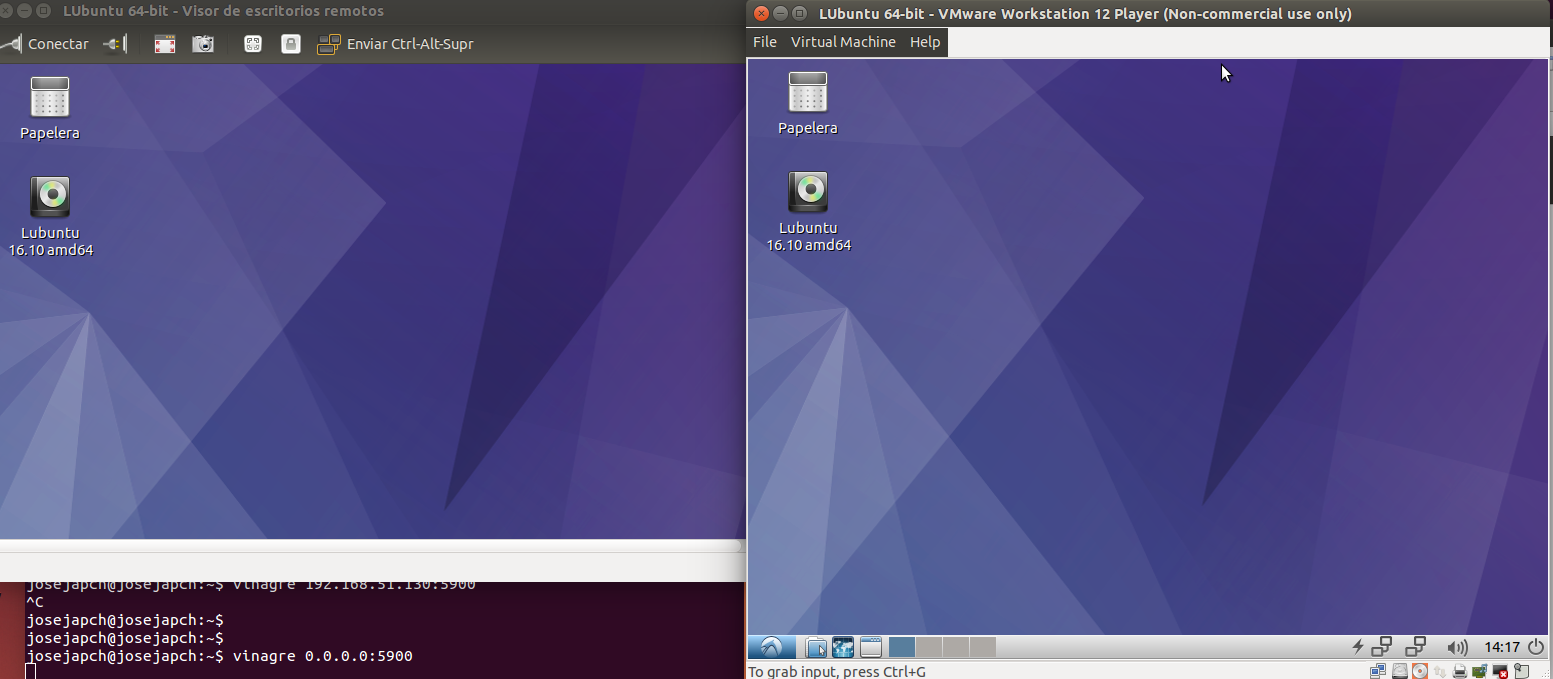 LUbuntu 64-bit - Visor de escritorios remotos
Conectar
Enviar Ctrl-Alt-Supr
Papelera
Lubuntu
16.10 amd64
josejapch@josejapch:~$ vinagre 192.168.51.130:5900
^C
josejapch@josejapch:~$
josejapch@josejapch:~$
josejapch@josejapch:~$ vinagre 0.0.0.0:5900
LUbuntu 64-bit - VMware Workstation 12 Player (Non-commercial use only)
File Virtual Machine Help
Papelera
Lubuntu
16.10 amd64
14:17
To grab input, press Ctrl+G